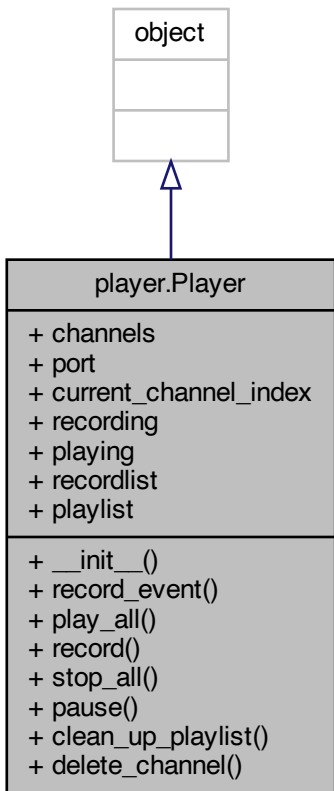 object
player.Player
+ channels
+ port
+ current_channel_index
+ recording
+ playing
+ recordlist
+ playlist
+ __init__()
+ record_event()
+ play_all()
+ record()
+ stop_all()
+ pause()
+ clean_up_playlist()
+ delete_channel()